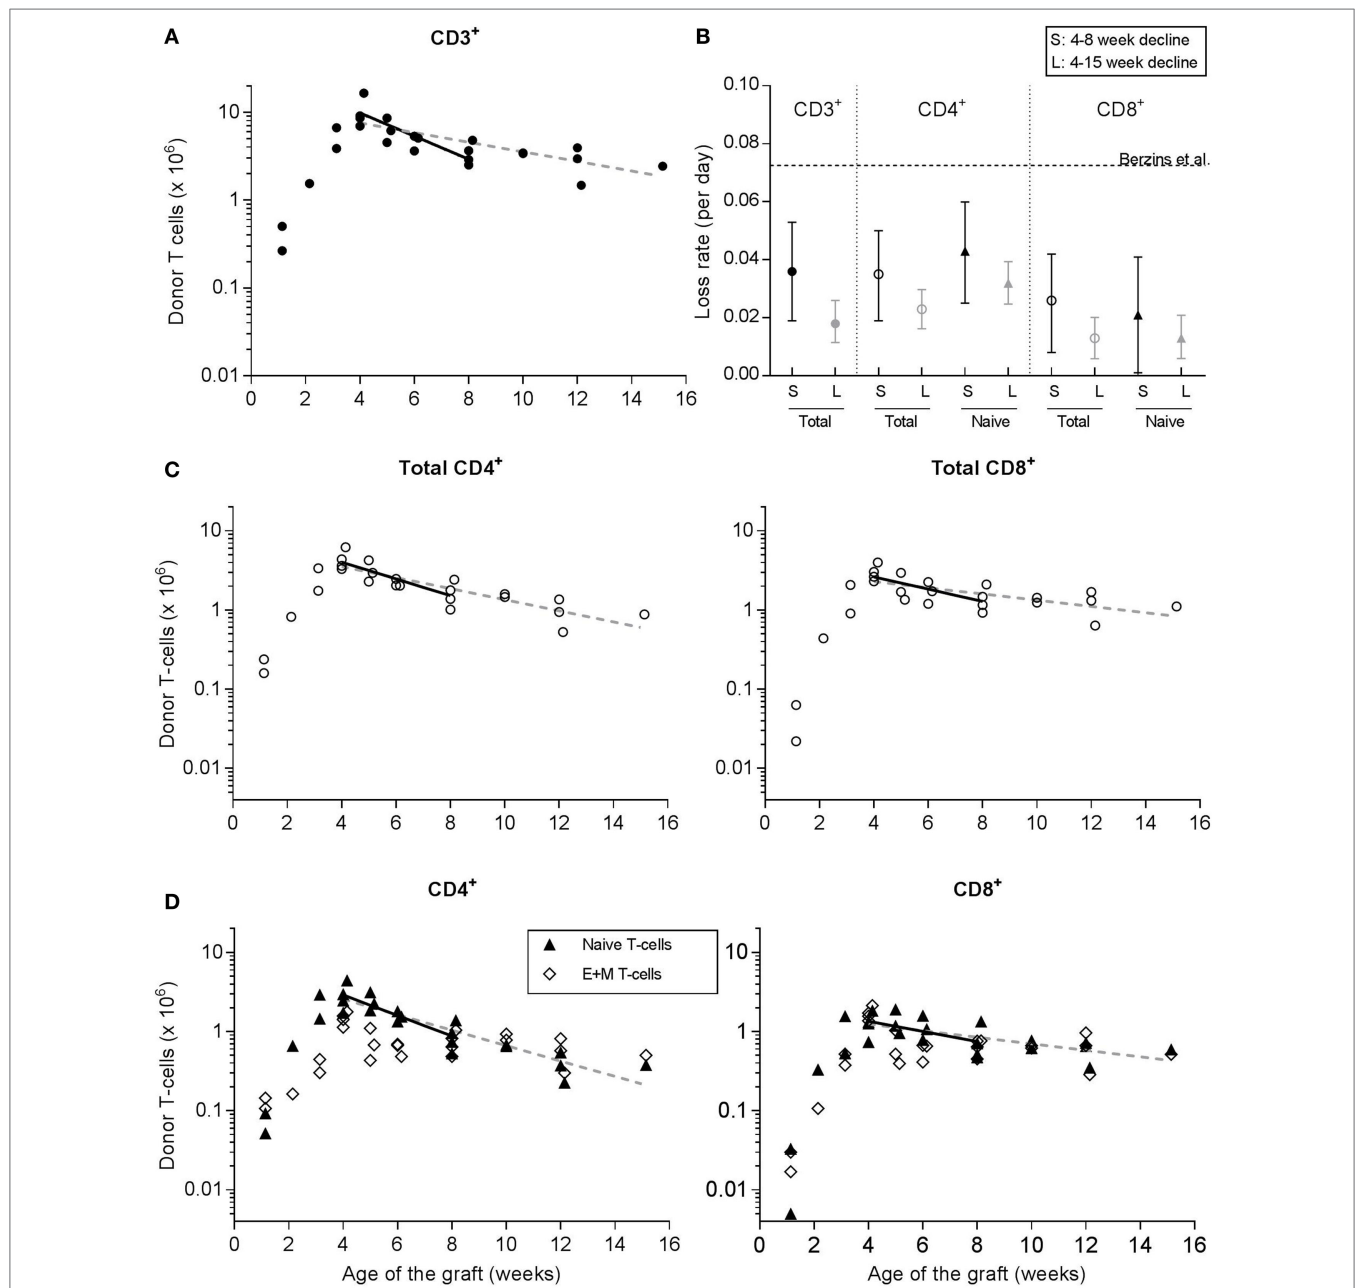 A
CD3+
Donor T cells (x 10^6)
10
1
0.1
0.01
0 2 4 6 8 10 12 14 16
B
S: 4-8 week decline
L: 4-15 week decline
Loss rate (per day)
0.10
0.08
0.06
0.04
0.02
0.00
CD3+ CD4+ CD8+
Berzins et al.
S L S L S L S L S L
Total Total Naive Total Naive
C
Total CD4+
Donor T-cells (x 10^6)
10
1
0.1
0.01
0 2 4 6 8 10 12 14 16
Total CD8+
10
1
0.1
0.01
0 2 4 6 8 10 12 14 16
D
CD4+
Naive T-cells
E+M T-cells
Donor T-cells (x 10^6)
10
1
0.1
0.01
0 2 4 6 8 10 12 14 16
Age of the graft (weeks)
CD8+
10
1
0.1
0.01
0 2 4 6 8 10 12 14 16
Age of the graft (weeks)